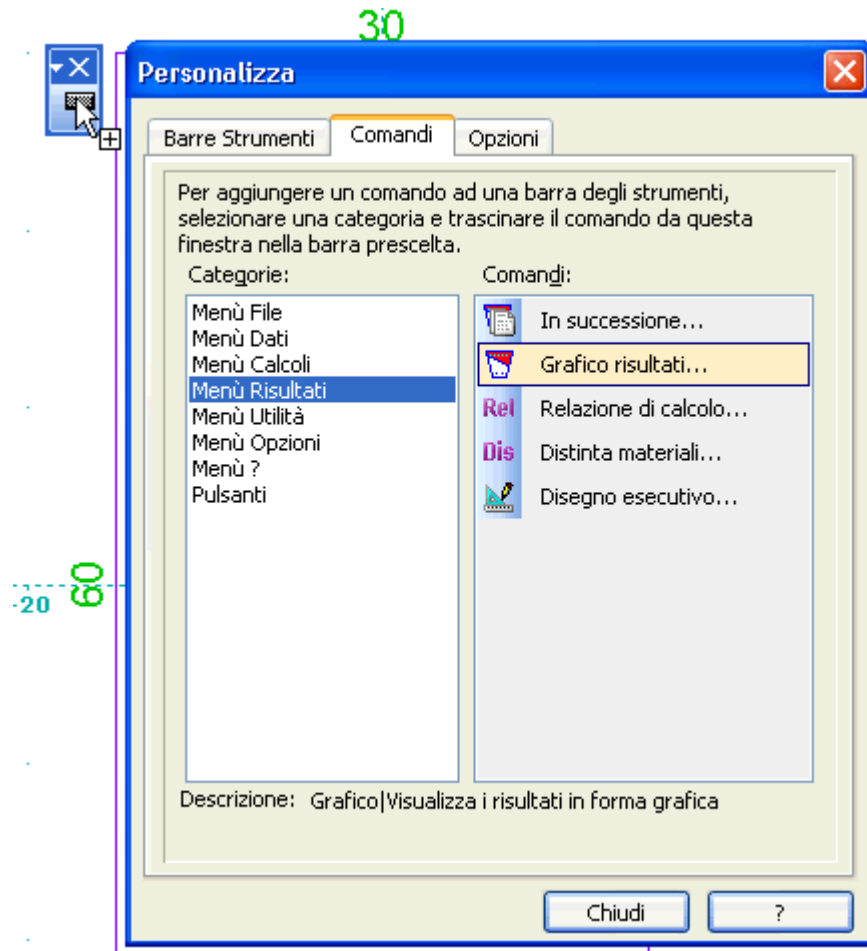 30
Personalizza
Barre Strumenti
Comandi
Opzioni
Per aggiungere un comando ad una barra degli strumenti,
selezionare una categoria e trascinare il comando da questa
finestra nella barra prescelta.
Categorie:
Menù File
Menù Dati
Menù Calcoli
Menù Risultati
Menù Utilità
Menù Opzioni
Menù ?
Pulsanti
Comandi:
In successione...
Grafico risultati...
Rel Relazione di calcolo...
Dis Distinta materiali...
Disegno esecutivo...
60
-20
Descrizione: Grafico|Visualizza i risultati in forma grafica
Chiudi
?